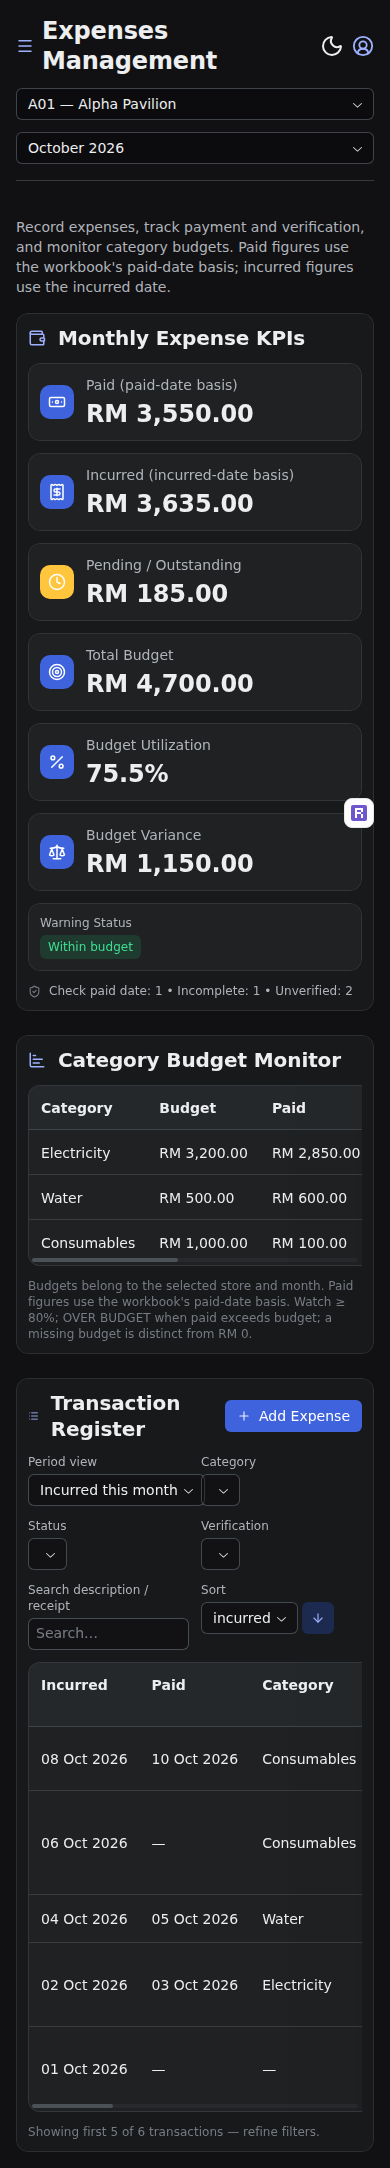 Expenses
Management
A01 — Alpha Pavilion
October 2026
Record expenses, track payment and verification,
and monitor category budgets. Paid figures use
the workbook's paid-date basis; incurred figures
use the incurred date.
Monthly Expense KPIs
Paid (paid-date basis)
RM 3,550.00
Incurred (incurred-date basis)
RM 3,635.00
Pending / Outstanding
RM 185.00
Total Budget
RM 4,700.00
Budget Utilization
75.5%
Budget Variance
RM 1,150.00
Warning Status
Within budget
Check paid date: 1 • Incomplete: 1 • Unverified: 2
Category Budget Monitor
Category Budget Paid
Electricity RM 3,200.00 RM 2,850.00
Water RM 500.00 RM 600.00
Consumables RM 1,000.00 RM 100.00
Budgets belong to the selected store and month. Paid
figures use the workbook's paid-date basis. Watch ≥
80%; OVER BUDGET when paid exceeds budget; a
missing budget is distinct from RM 0.
Transaction
Register
Add Expense
Period view Category
Incurred this month
Status Verification
Search description /
receipt
Sort
Search...
incurred
Incurred Paid Category
08 Oct 2026 10 Oct 2026 Consumables
06 Oct 2026 — Consumables
04 Oct 2026 05 Oct 2026 Water
02 Oct 2026 03 Oct 2026 Electricity
01 Oct 2026 — —
Showing first 5 of 6 transactions — refine filters.